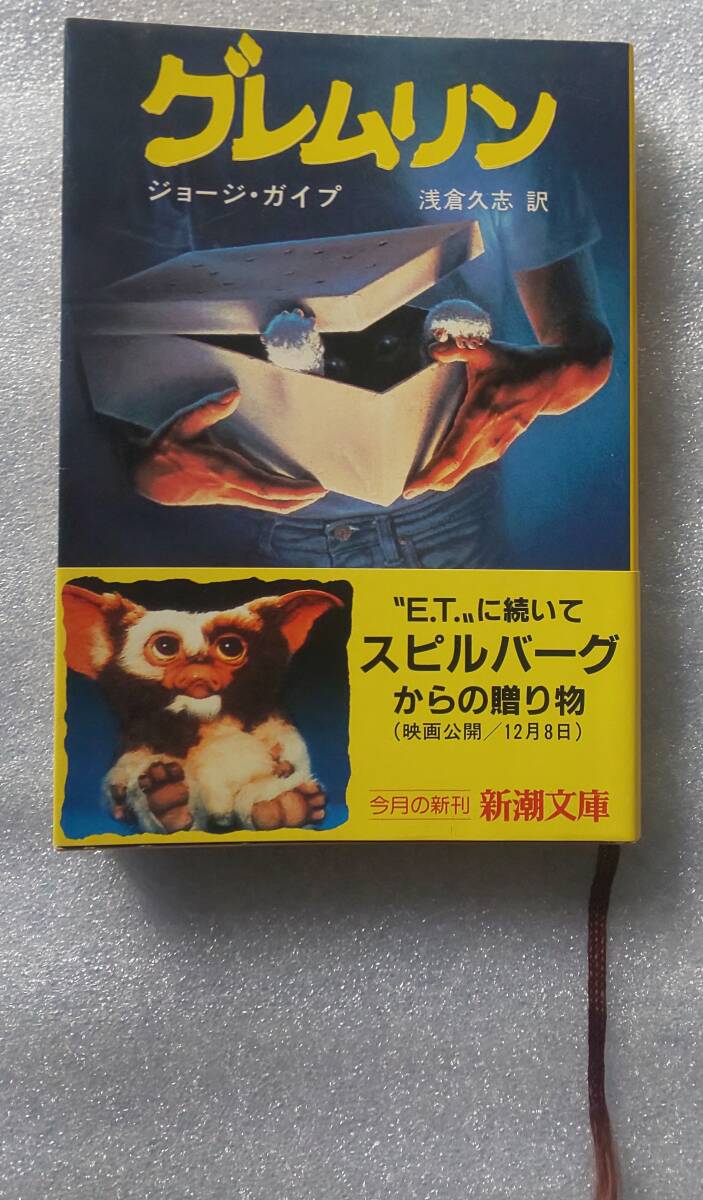 グレムリン
ジョージ・ガイプ 浅倉久志 訳
〝E.T.〟に続いて
スピルバーグ
からの贈り物
(映画公開/12月8日)
今月の新刊 新潮文庫